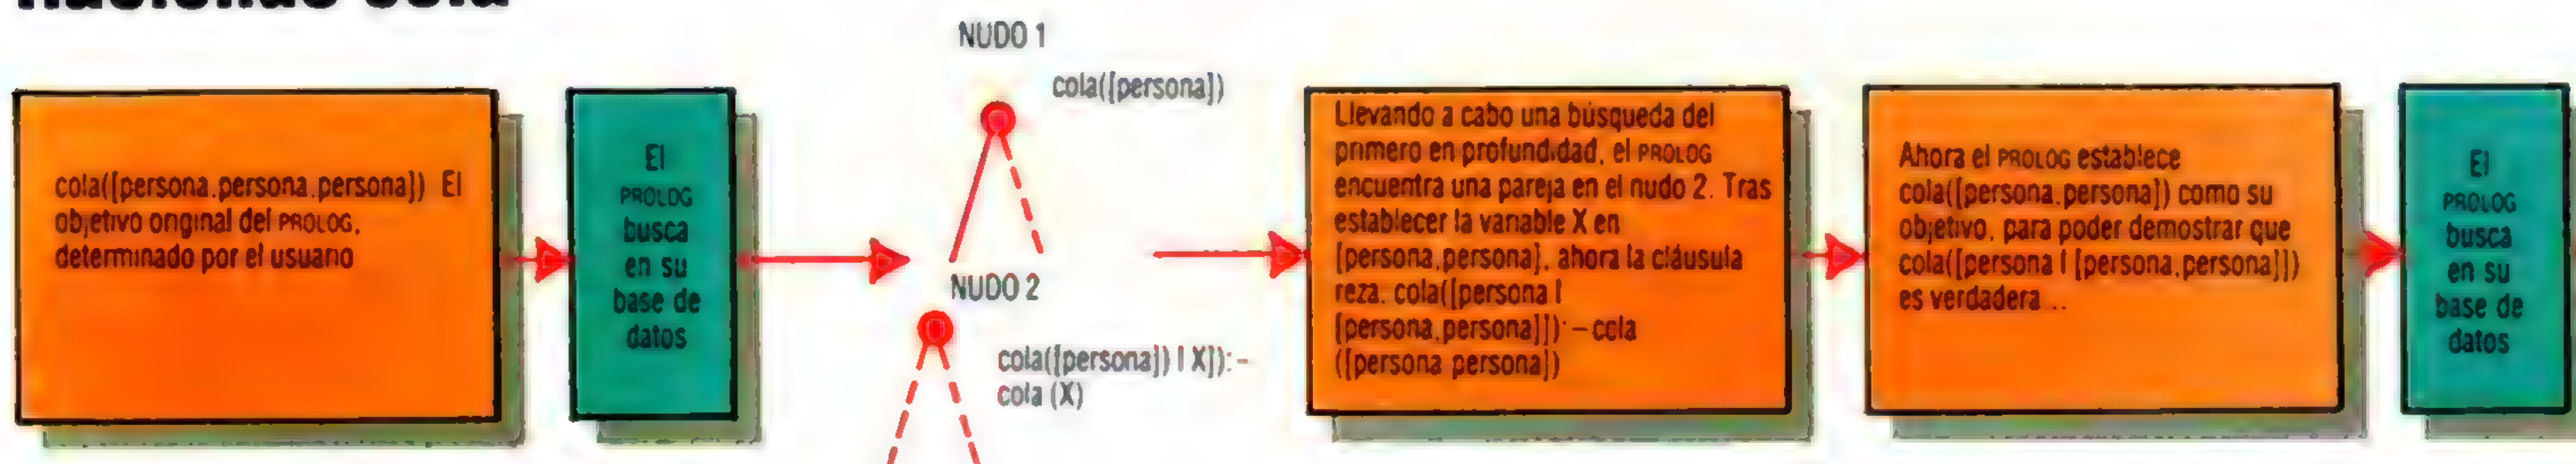 haciendo cola
cola([persona,persona,persona]) El
objetivo original del PROLOG,
determinado por el usuano
El
PROLOG
busca
en su
base de
datos
NUDO 1
cola([persona])
NUDO 2
cola([persona]) | X]):-
cola (X)
Llevando a cabo una búsqueda del
primero en profundidad, el PROLOG
encuentra una pareja en el nudo 2. Tras
establecer la variable X en
[persona,persona], ahora la cláusula
reza. cola([persona |
[persona,persona]]):–cola
([persona persona])
Ahora el PROLOG establece
cola([persona,persona]) como su
objetivo, para poder demostrar que
cola([persona | [persona,persona]])
es verdadera ...
El
PROLOG
busca
en su
base de
datos